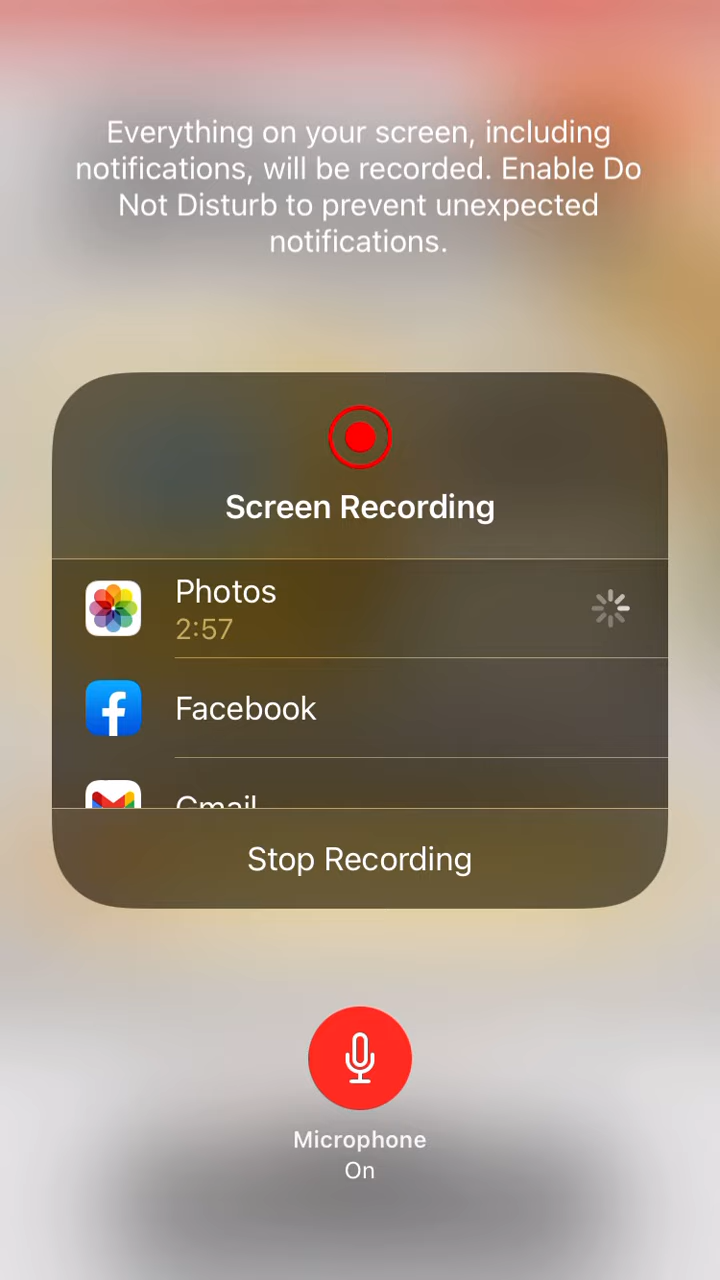 Everything on your screen, including
notifications, will be recorded. Enable Do
Not Disturb to prevent unexpected
notifications.
Screen Recording
Photos
2:57
Facebook
Gmail
Stop Recording
Microphone
On